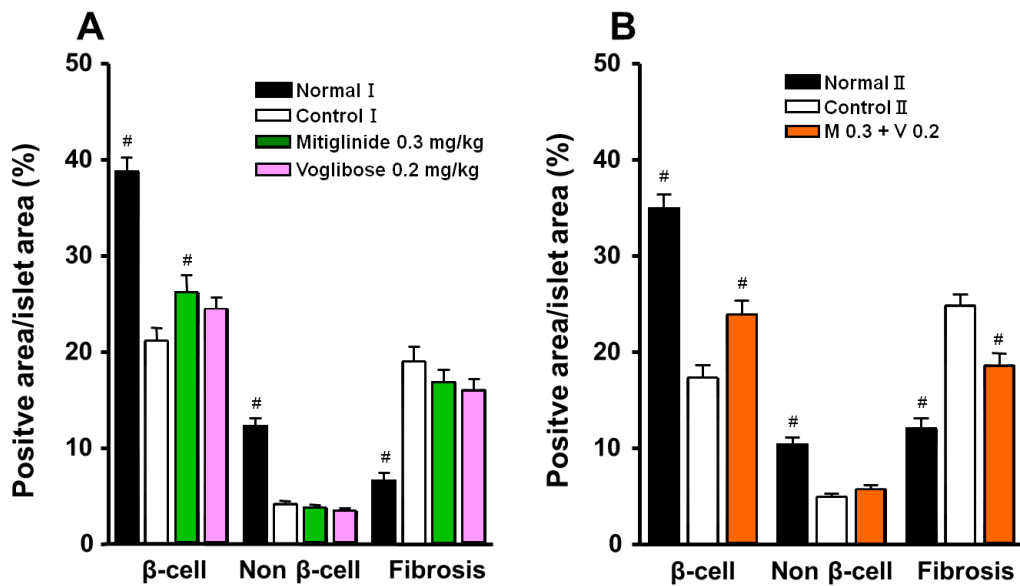 A
Positve area/islet area (%)
50
40
30
20
10
0
Normal Ⅰ
Control Ⅰ
Mitiglinide 0.3 mg/kg
Voglibose 0.2 mg/kg
#
#
#
#
β-cell Non β-cell Fibrosis
B
Positve area/islet area (%)
50
40
30
20
10
0
Normal Ⅱ
Control Ⅱ
M 0.3 + V 0.2
#
#
#
#
#
β-cell Non β-cell Fibrosis